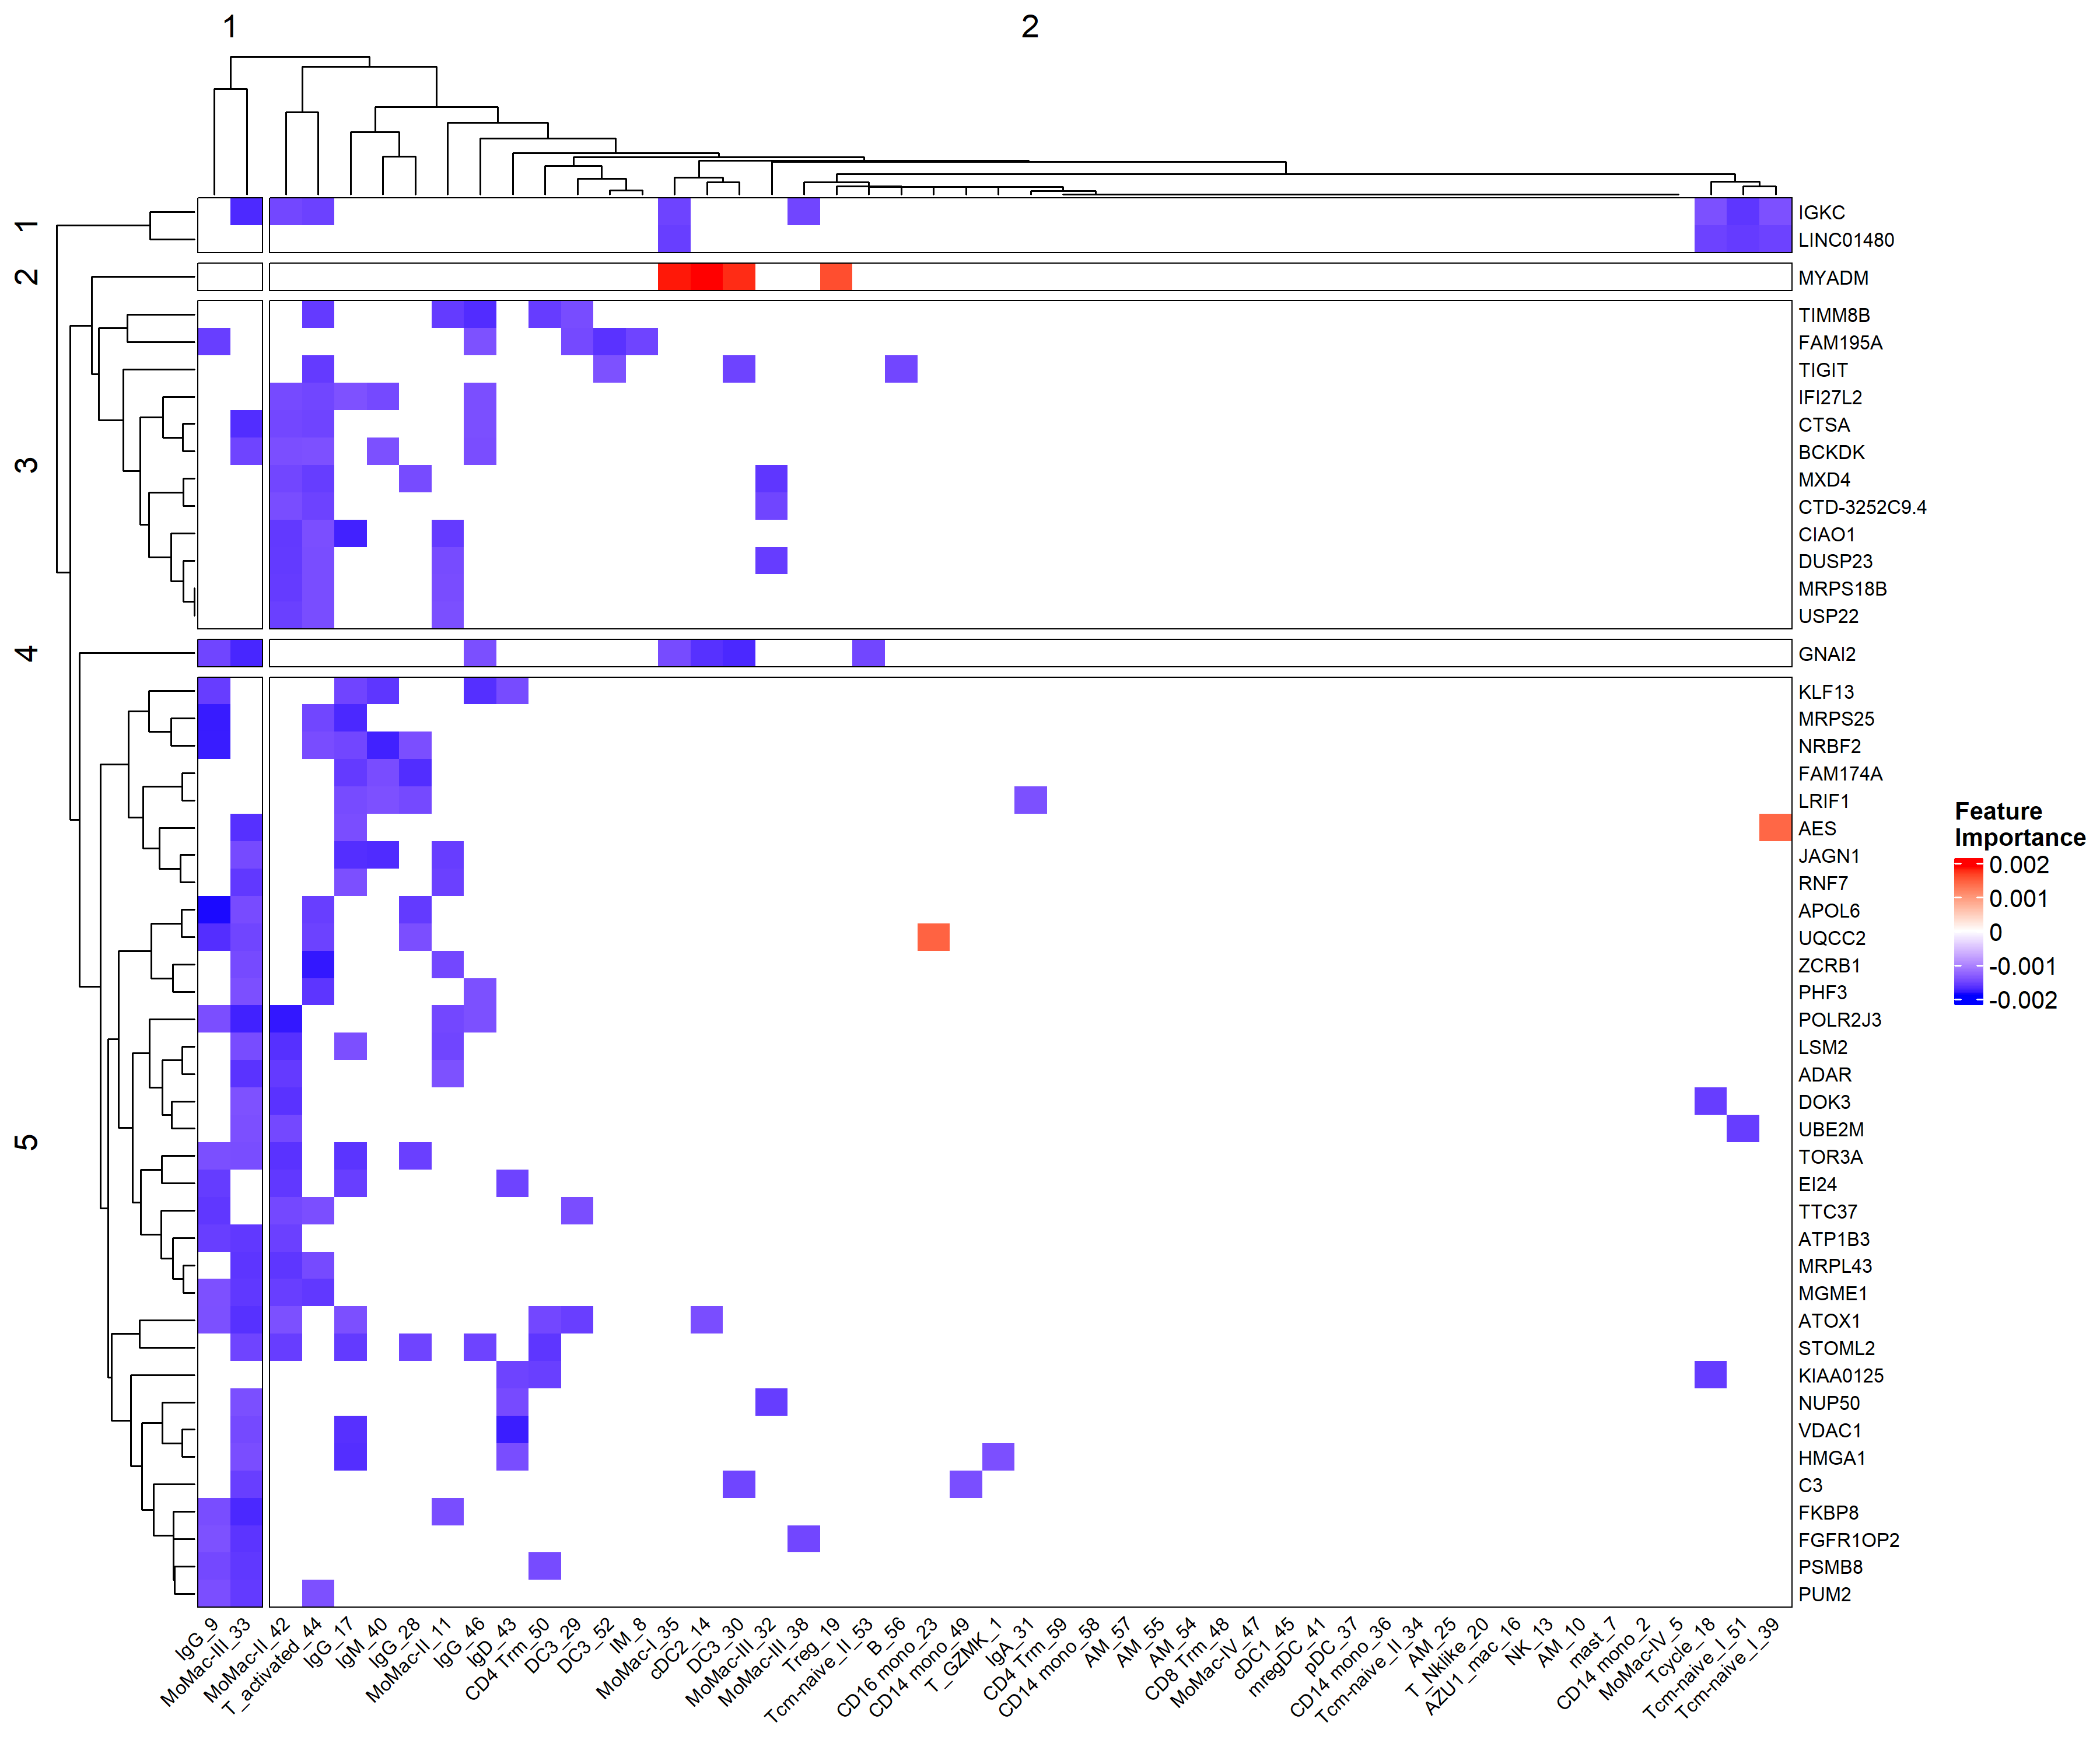 1
2
1
2
3
4
5
IGKC
LINC01480
MYADM
TIMM8B
FAM195A
TIGIT
IFI27L2
CTSA
BCKDK
MXD4
CTD-3252C9.4
CIAO1
DUSP23
MRPS18B
USP22
GNAI2
KLF13
MRPS25
NRBF2
FAM174A
LRIF1
AES
JAGN1
RNF7
APOL6
UQCC2
ZCRB1
PHF3
POLR2J3
LSM2
ADAR
DOK3
UBE2M
TOR3A
EI24
TTC37
ATP1B3
MRPL43
MGME1
ATOX1
STOML2
KIAA0125
NUP50
VDAC1
HMGA1
C3
FKBP8
FGFR1OP2
PSMB8
PUM2
Feature
Importance
0.002
0.001
0
-0.001
-0.002
IgG_9
MoMac-III_33
MoMac-II_42
T_activated_44
IgG_17
IgM_40
IgG_28
MoMac-II_11
IgG_46
IgD_43
CD4 Trm_50
DC3_29
DC3_52
IM_8
MoMac-I_35
cDC2_14
DC3_30
MoMac-III_32
MoMac-III_38
Treg_19
Tcm-naive_II_53
B_56
CD16 mono_23
CD14 mono_49
T_GZMK_1
IgA_31
CD4 Trm_59
CD14 mono_58
AM_57
AM_55
AM_54
CD8 Trm_48
MoMac-IV_47
cDC1_45
mregDC_41
pDC_37
CD14 mono_36
Tcm-naive_II_34
AM_25
T_Nklike_20
AZU1_mac_16
NK_13
AM_10
mast_7
CD14 mono_2
MoMac-IV_5
Tcycle_18
Tcm-naive_I_51
Tcm-naive_I_39